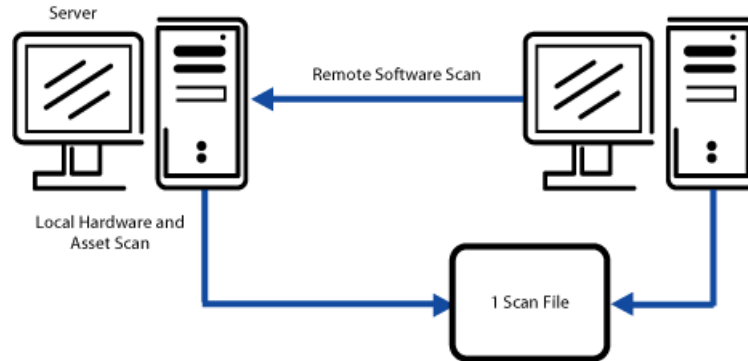 Server
Remote Software Scan
Local Hardware and
Asset Scan
1 Scan File